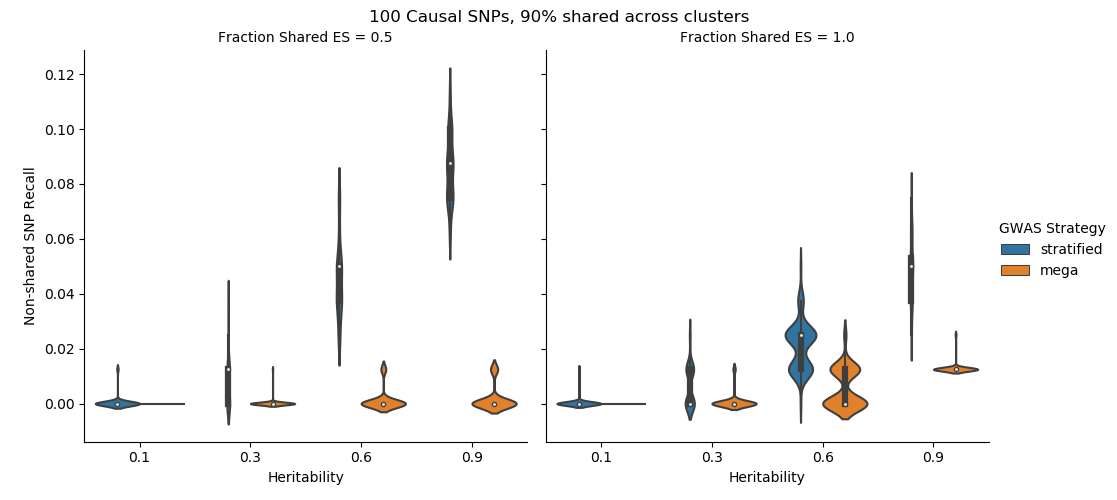 100 Causal SNPs, 90% shared across clusters
Fraction Shared ES = 0.5
Fraction Shared ES = 1.0
0.12
0.10
0.08
0.06
0.04
0.02
0.00
Non-shared SNP Recall
0.1 0.3 0.6 0.9
Heritability
0.1 0.3 0.6 0.9
Heritability
GWAS Strategy
stratified
mega